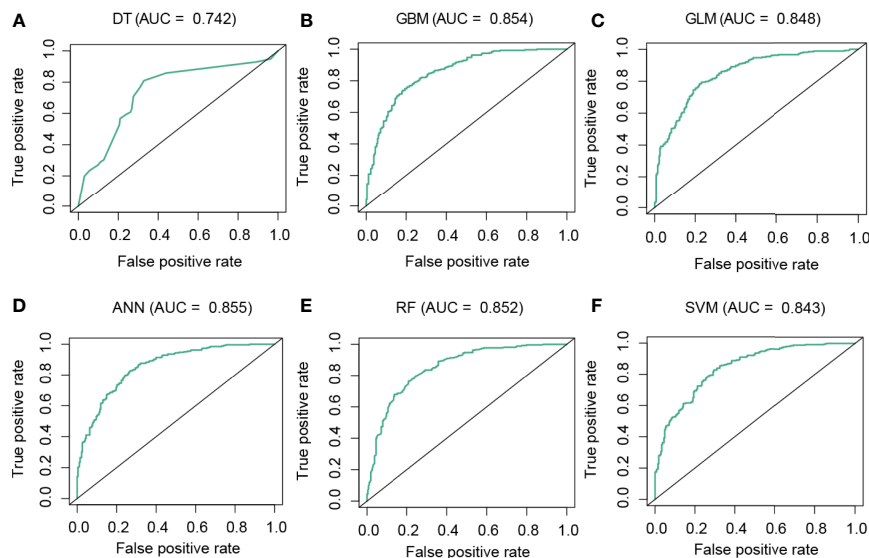 A DT (AUC = 0.742)
1.0
0.8
0.6
0.4
0.2
0.0
True positive rate
0.0 0.2 0.4 0.6 0.8 1.0
False positive rate
B GBM (AUC = 0.854)
1.0
0.8
0.6
0.4
0.2
0.0
True positive rate
0.0 0.2 0.4 0.6 0.8 1.0
False positive rate
C GLM (AUC = 0.848)
1.0
0.8
0.6
0.4
0.2
0.0
True positive rate
0.0 0.2 0.4 0.6 0.8 1.0
False positive rate
D ANN (AUC = 0.855)
1.0
0.8
0.6
0.4
0.2
0.0
True positive rate
0.0 0.2 0.4 0.6 0.8 1.0
False positive rate
E RF (AUC = 0.852)
1.0
0.8
0.6
0.4
0.2
0.0
True positive rate
0.0 0.2 0.4 0.6 0.8 1.0
False positive rate
F SVM (AUC = 0.843)
1.0
0.8
0.6
0.4
0.2
0.0
True positive rate
0.0 0.2 0.4 0.6 0.8 1.0
False positive rate